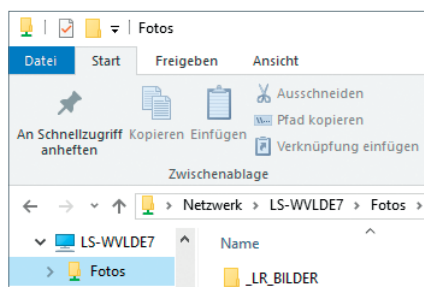 Fotos
Datei Start Freigeben Ansicht
An Schnellzugriff anheften
Kopieren
Einfügen
Ausschneiden
Pfad kopieren
Verknüpfung einfügen
Zwischenablage
Netzwerk > LS-WVLDE7 > Fotos >
LS-WVLDE7
Name
Fotos
_LR_BILDER